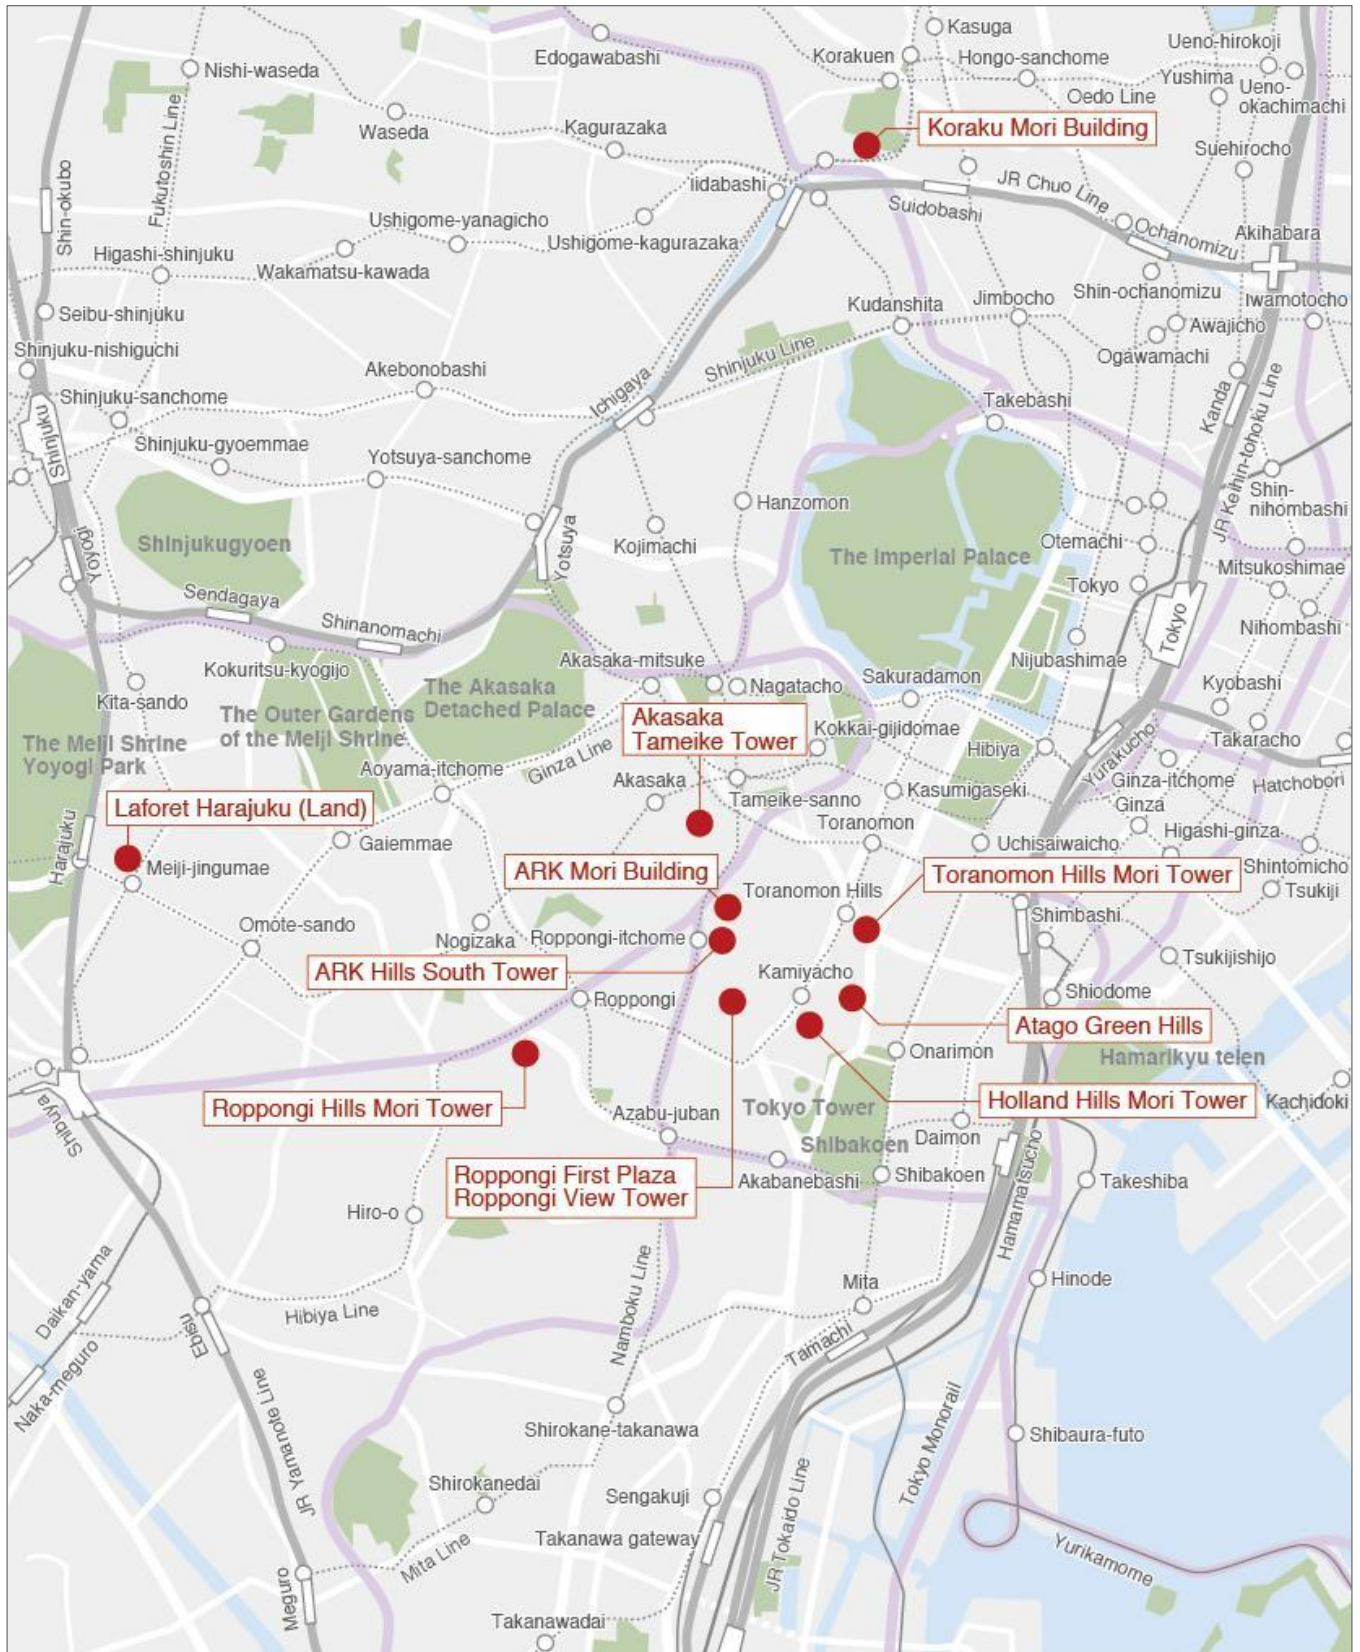 Kasuga
Edogawabashi
Korakuen
Hongo-sanchome
Ueno-hirokoji
Nishi-waseda
Yushima
Ueno-
okachimachi
Oedo Line
Waseda
Kagurazaka
Koraku Mori Building
Suehirocho
Fukutoshin Line
Shin-okubo
Iidabashi
JR Chuo Line
Suidobashi
Ushigome-yanagicho
Ushigome-kagurazaka
Ochanomizu
Akihabara
Higashi-shinjuku
Wakamatsu-kawada
Shin-ochanomizu
Iwamotocho
Kudanshita
Jimbocho
Seibu-shinjuku
Awajicho
Ogawamachi
Shinjuku-nishiguchi
Shinjuku Line
Akebonobashi
Ichigaya
Shinjuku-sanchome
Takebashi
Kanda
JR Keihin-tohoku Line
Shinjuku
Shinjuku-gyoemmae
Yotsuya-sanchome
Hanzomon
Shin-
nihombashi
Shinjukugyoen
Kojimachi
The Imperial Palace
Otemachi
Mitsukoshimae
Yoyogi
Yotsuya
Tokyo
Tokyo
Sendagaya
Shinanomachi
Nihombashi
Nijubashimae
Kokuritsu-kyogijo
Akasaka-mitsuke
Nagatacho
Sakuradamon
Kyobashi
Kita-sando
The Akasaka
Detached Palace
The Outer Gardens
of the Meiji Shrine
Akasaka
Tameike Tower
Kokkai-gijidomae
Hibiya
Yurakucho
Takaracho
The Meiji Shrine
Yoyogi Park
Aoyama-itchome
Ginza Line
Akasaka
Tameike-sanno
Kasumigaseki
Ginza-itchome
Hatchobori
Laforet Harajuku (Land)
Ginza
Toranomon
Harajuku
Gaiemmae
Uchisaiwaicho
Higashi-ginza
Meiji-jingumae
ARK Mori Building
Toranomon Hills Mori Tower
Shintomicho
Tsukiji
Toranomon Hills
Shimbashi
Omote-sando
Nogizaka
Roppongi-itchome
Tsukijishijo
ARK Hills South Tower
Kamiyacho
Roppongi
Shiodome
Atago Green Hills
Onarimon
Hamarikyu teien
Roppongi Hills Mori Tower
Tokyo Tower
Holland Hills Mori Tower
Kachidoki
Shibuya
Azabu-juban
Shibakoen
Daimon
Roppongi First Plaza
Roppongi View Tower
Akabanebashi
Shibakoen
Hamamatsucho
Takeshiba
Hiro-o
Daikan-yama
Namboku Line
Mita
Hinode
Ebisu
Hibiya Line
Tamachi
Naka-meguro
JR Yamanote Line
Tokyo Monorail
Shirokane-takanawa
Shibaura-futo
Shirokanedai
Sengakuji
JR Tokaido Line
Takanawa gateway
Mita Line
Yurikamome
Meguro
Takanawadai